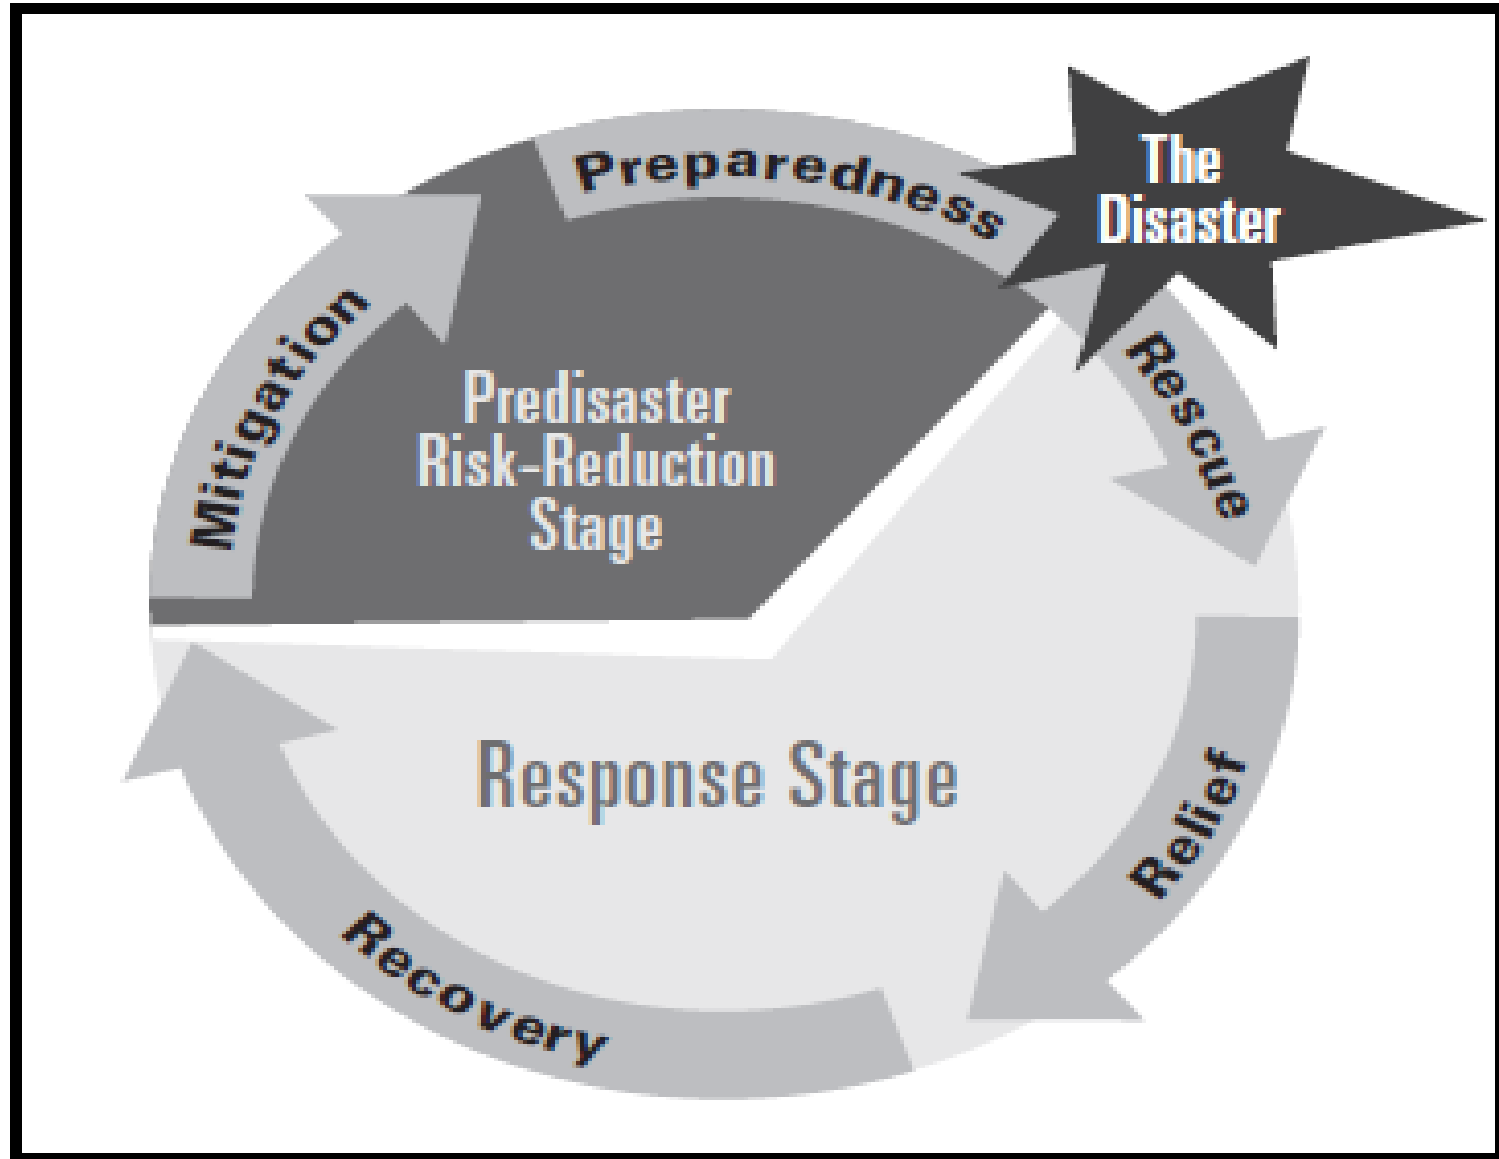 Preparedness
The
Disaster
Mitigation
Rescue
Predisaster
Risk-Reduction
Stage
Response Stage
Relief
Recovery